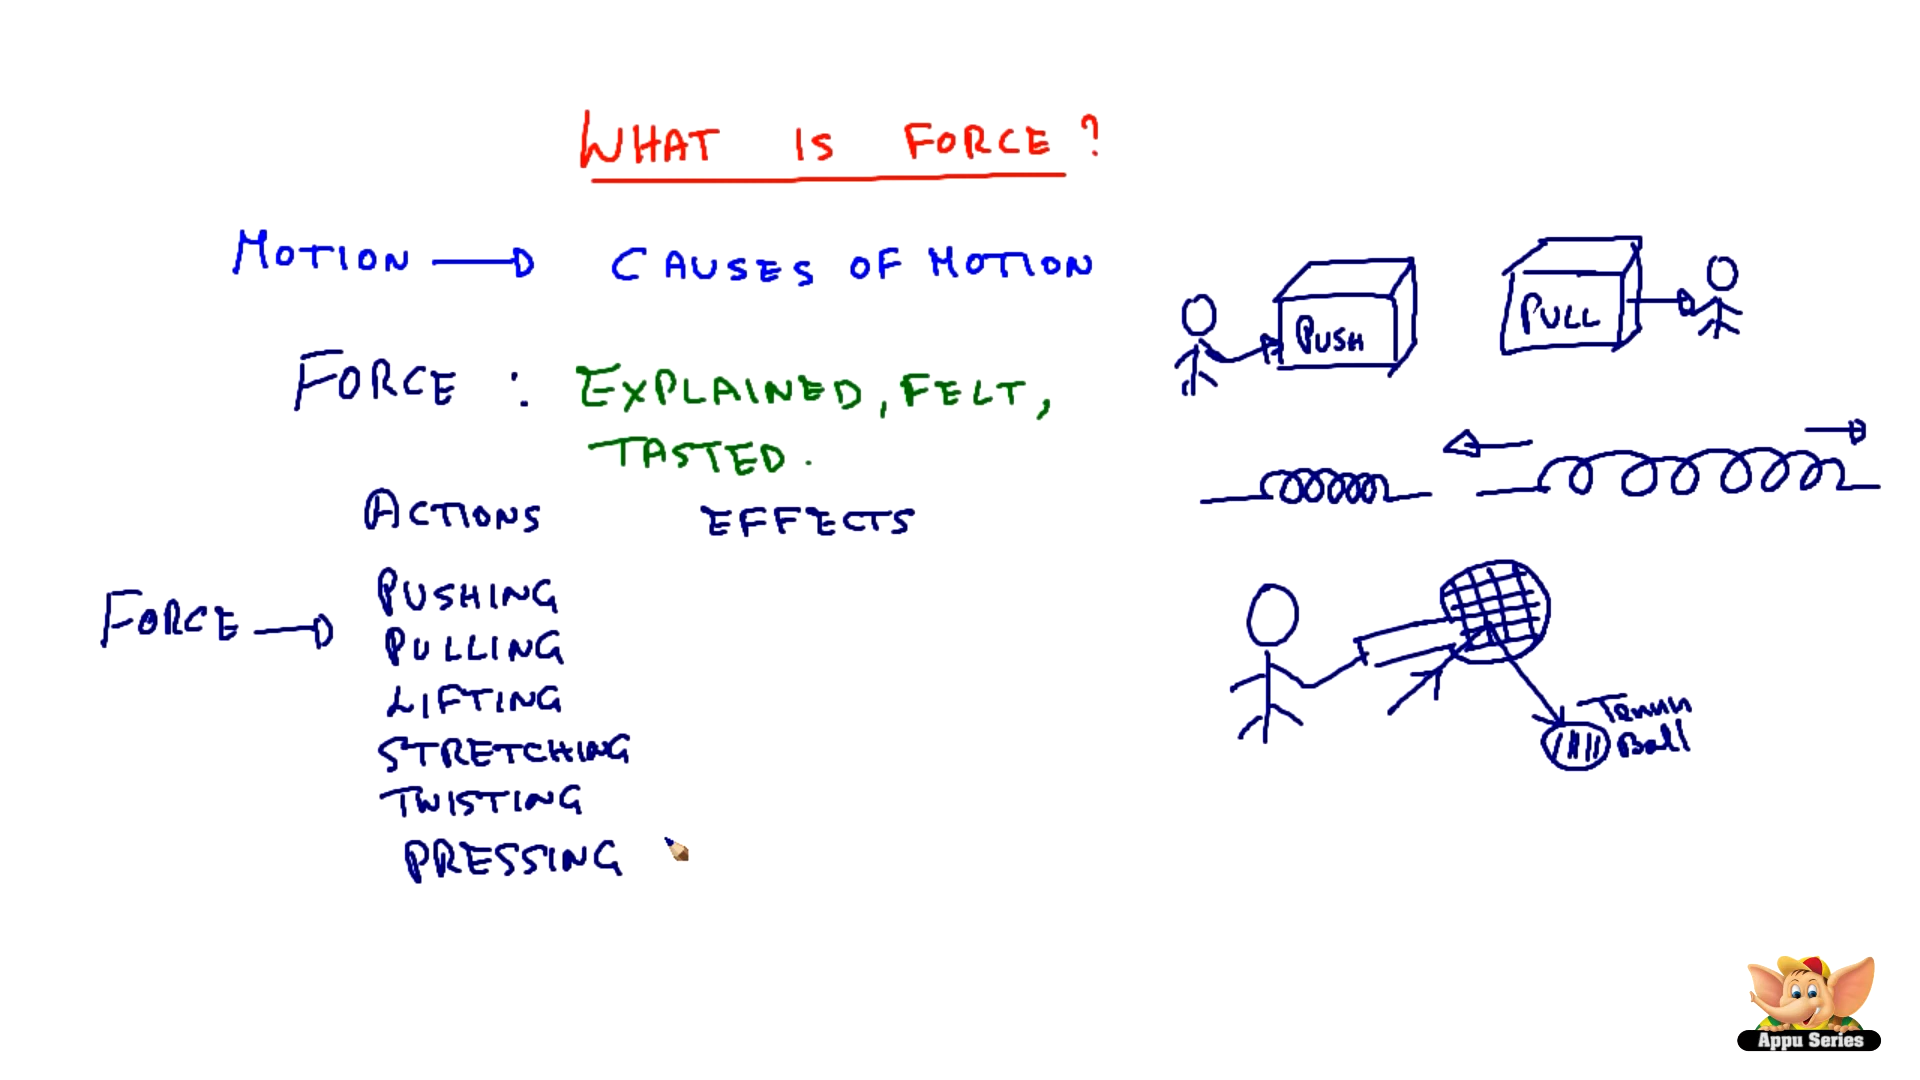 WHAT IS FORCE?
MOTION → CAUSES OF MOTION
FORCE : EXPLAINED, FELT,
TASTED.
ACTIONS EFFECTS
FORCE →
PUSHING
PULLING
LIFTING
STRETCHING
TWISTING
PRESSING
PUSH
PULL
Tennis
Ball
Appu Series